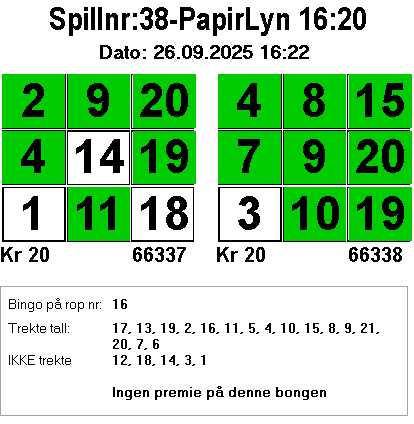 Spillnr:38-PapirLyn 16:20
Dato: 26.09.2025 16:22
2 9 20
4 14 19
1 11 18
Kr 20 66337
4 8 15
7 9 20
3 10 19
Kr 20 66338
Bingo på rop nr: 16
Trekte tall: 17, 13, 19, 2, 16, 11, 5, 4, 10, 15, 8, 9, 21,
20, 7, 6
IKKE trekte 12, 18, 14, 3, 1
Ingen premie på denne bongen